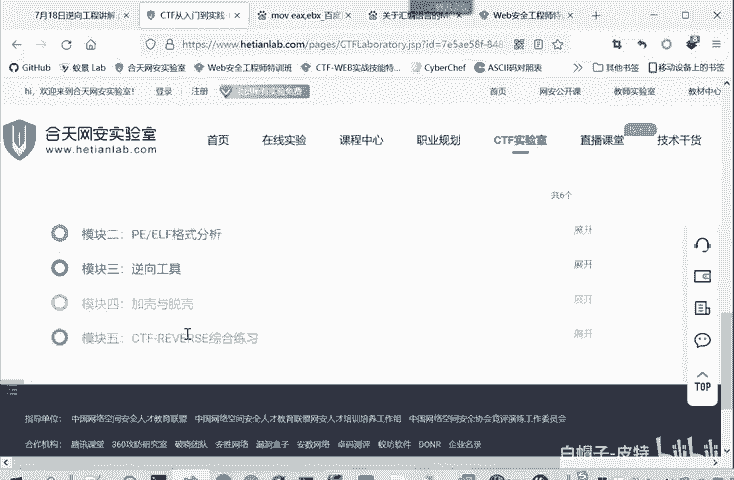 7月18日逆向工程讲解
CTF从入门到实践
mov eax,ebx_百度
关于汇编语言的
Web安全工程师特
https://www.hetianlab.com/pages/CTFLaboratory.jsp?id=7e5ae58f-848
GitHub 蚁景 Lab 合天网安实验室 Web安全工程师特训班 CTF-WEB实战技能特... CyberChef ASCII码对照表 其他书签 移动设备上的书签
hi, 欢迎来到合天网安实验室! 登录 注册 首页 网安公开课 教师实验室 教材中心
合天网安实验室
www.hetianlab.com
首页 在线实验 课程中心 职业规划 CTF实验室 直播课堂 技术干货
共6个
模块二：PE/ELF格式分析 展开
模块三：逆向工具 展开
模块四：加壳与脱壳 展开
模块五：CTF-REVERSE综合练习 展开
TOP
指导单位： 中国网络空间安全人才教育联盟 中国网络空间安全人才教育联盟网安人才培训培养工作组 中国网络空间安全协会竞评演练工作委员会
合作机构： 腾讯课堂 360攻防研究室 破晓团队 安胜网络 漏洞盒子 安数网络 卓码测评 蚁坊软件 DONR 企业名录
白帽子-皮特 bilibili